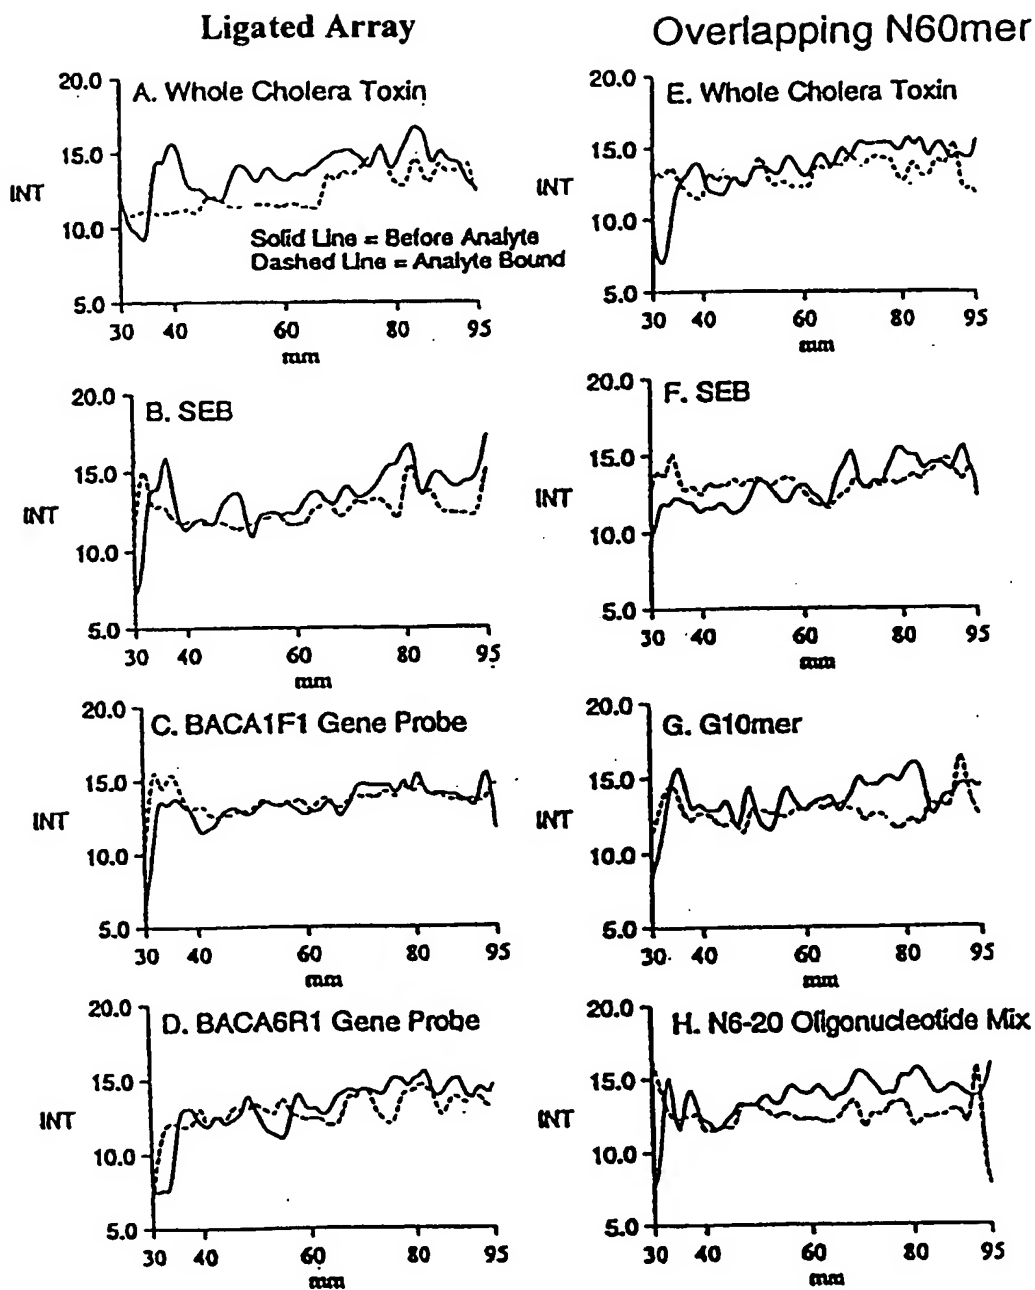 Ligated Array
Overlapping N60mer
A. Whole Cholera Toxin
20.0
15.0
INT
10.0
5.0
Solid Line = Before Analyte
Dashed Line = Analyte Bound
30 40 60 80 95
mm
E. Whole Cholera Toxin
20.0
15.0
INT
10.0
5.0
30 40 60 80 95
mm
B. SEB
20.0
15.0
INT
10.0
5.0
30 40 60 80 95
mm
F. SEB
20.0
15.0
INT
10.0
5.0
30 40 60 80 95
mm
C. BACA1F1 Gene Probe
20.0
15.0
INT
10.0
5.0
30 40 60 80 95
mm
G. G10mer
20.0
15.0
INT
10.0
5.0
30 40 60 80 95
mm
D. BACA6R1 Gene Probe
20.0
15.0
INT
10.0
5.0
30 40 60 80 95
mm
H. N6-20 Oligonucleotide Mix
20.0
15.0
INT
10.0
5.0
30 40 60 80 95
mm